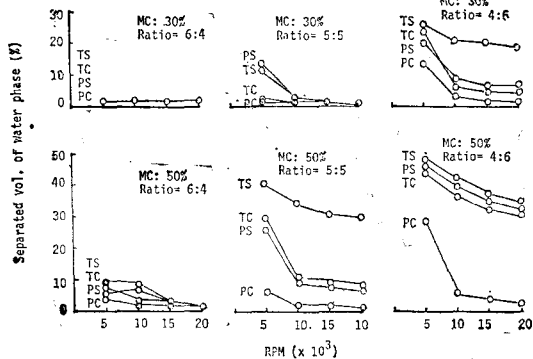 Separated vol. of water phase (%)
30
20
10
0
TS
TC
PS
PC
MC: 30%
Ratio= 6:4
PS
TS
TC
PC
MC: 30%
Ratio= 5:5
TS
TC
PS
PC
MC: 30%
Ratio= 4:6
50
40
30
20
10
0
TS
TC
PS
PC
MC: 50%
Ratio= 6:4
5 10 15 20
TS
TC
PS
PC
MC: 50%
Ratio= 5:5
5 10. 15 10
TS
PS
TC
PC
MC: 50%
Ratio= 4:6
5 10 15 20
RPM (x 10³)